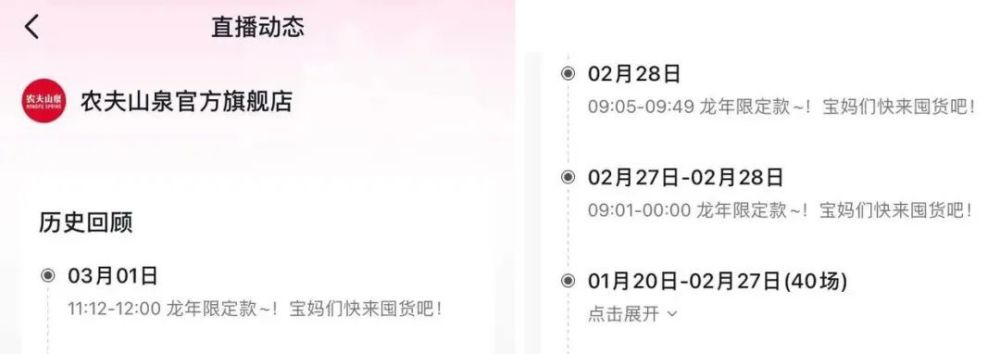 直播动态
农夫山泉
NONGFU SPRING
农夫山泉官方旗舰店
历史回顾
03月01日
11:12-12:00 龙年限定款~！宝妈们快来囤货吧！
02月28日
09:05-09:49 龙年限定款~！宝妈们快来囤货吧！
02月27日-02月28日
09:01-00:00 龙年限定款~！宝妈们快来囤货吧！
01月20日-02月27日(40场)
点击展开